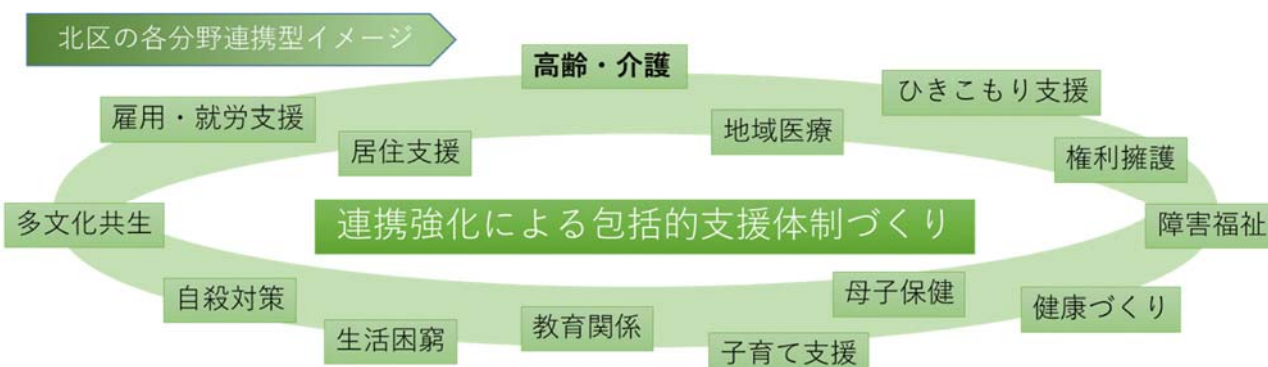 北区の各分野連携型イメージ
高齢・介護
ひきこもり支援
雇用・就労支援
地域医療
居住支援
権利擁護
多文化共生
連携強化による包括的支援体制づくり
障害福祉
自殺対策
母子保健
健康づくり
教育関係
生活困窮
子育て支援